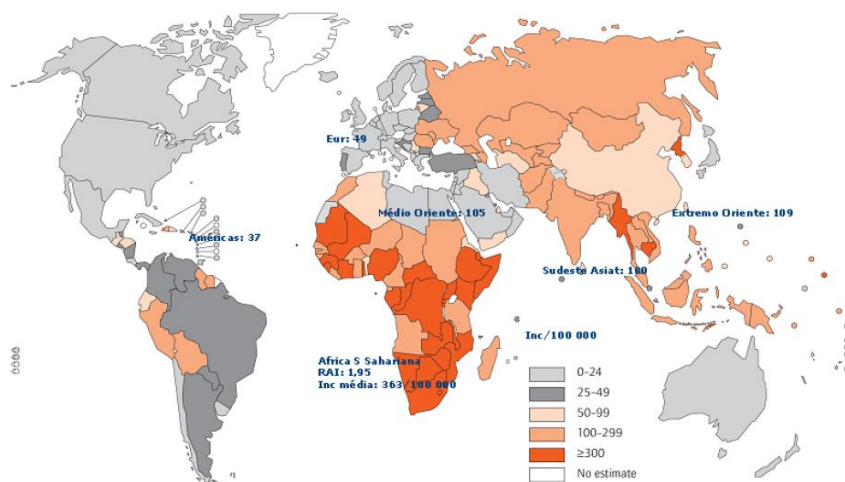 Eur: 49
Médio Oriente: 105
Extremo Oriente: 109
Américas: 37
Sudeste Asiat: 180
Inc/100 000
Africa S Sahariana
RAI: 1,95
Inc média: 363/100 000
0–24
25–49
50–99
100–299
≥300
No estimate